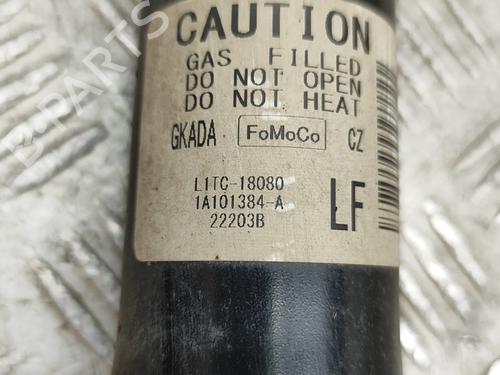 CAUTION
GAS FILLED
DO NOT OPEN
DO NOT HEAT
GKADA FoMoCo CZ
L1TC-18080
1A101384-A LF
22203B
B-PARTS